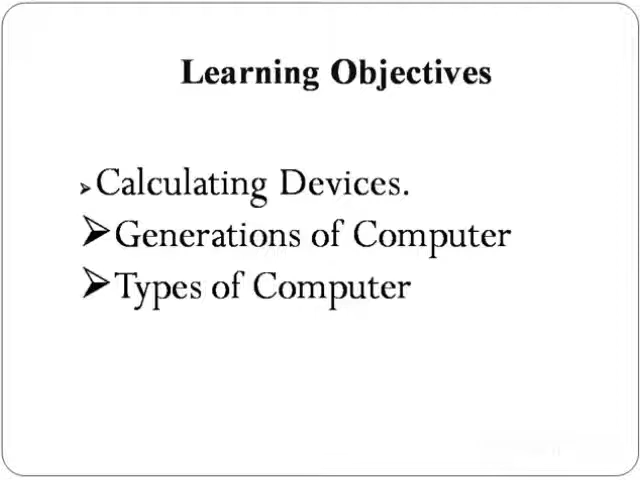 Learning Objectives
➢Calculating Devices.
➢Generations of Computer
➢Types of Computer